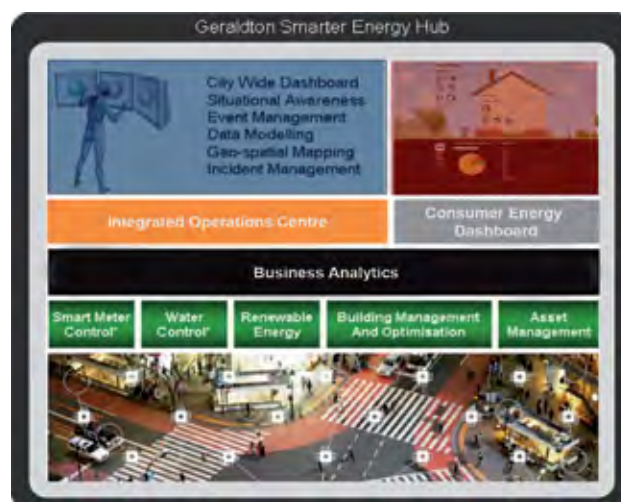 Geraldton Smarter Energy Hub
City Wide Dashboard
Situational Awareness
Event Management
Data Modelling
Geo-spatial Mapping
Incident Management
Integrated Operations Centre
Consumer Energy
Dashboard
Business Analytics
Smart Meter
Control*
Water
Control*
Renewable
Energy
Building Management
And Optimisation
Asset
Management